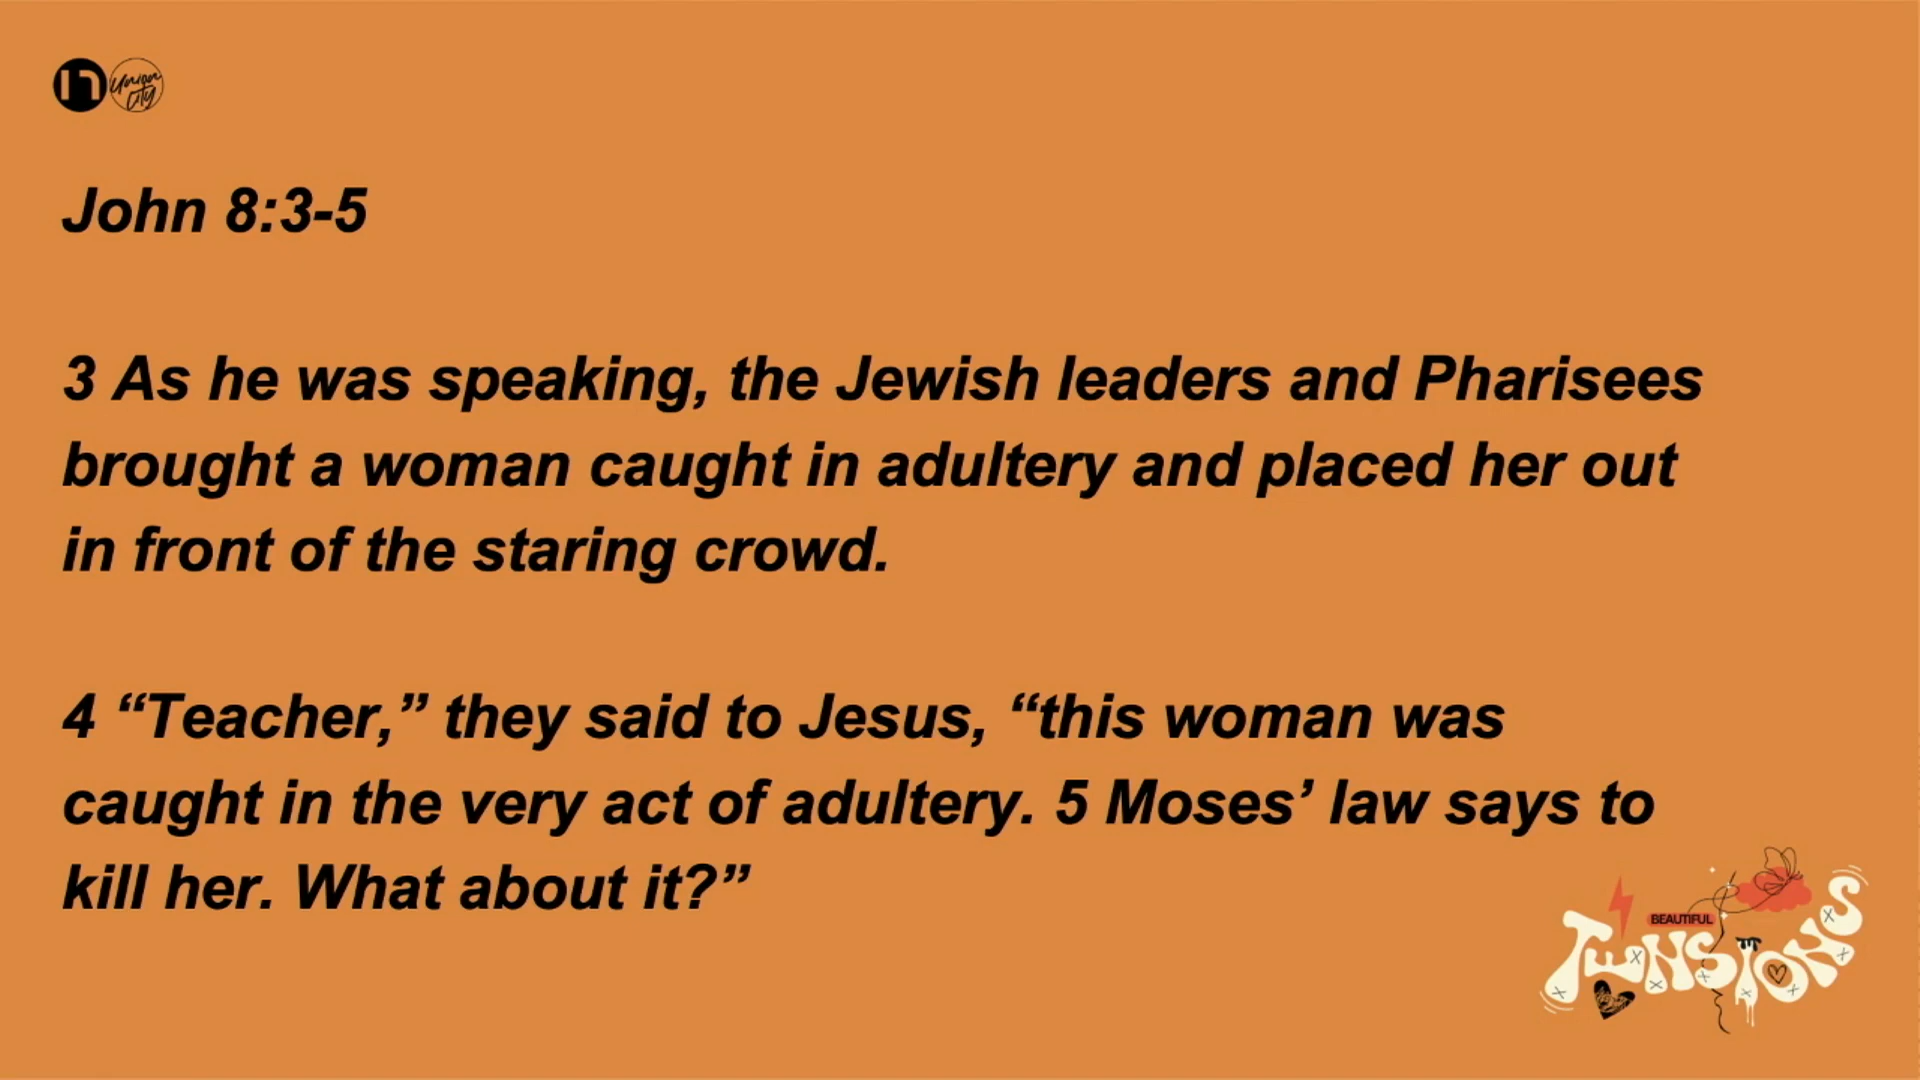 Union
City
John 8:3-5
3 As he was speaking, the Jewish leaders and Pharisees
brought a woman caught in adultery and placed her out
in front of the staring crowd.
4 “Teacher,” they said to Jesus, “this woman was
caught in the very act of adultery. 5 Moses’ law says to
kill her. What about it?”
BEAUTIFUL
TENSIONS